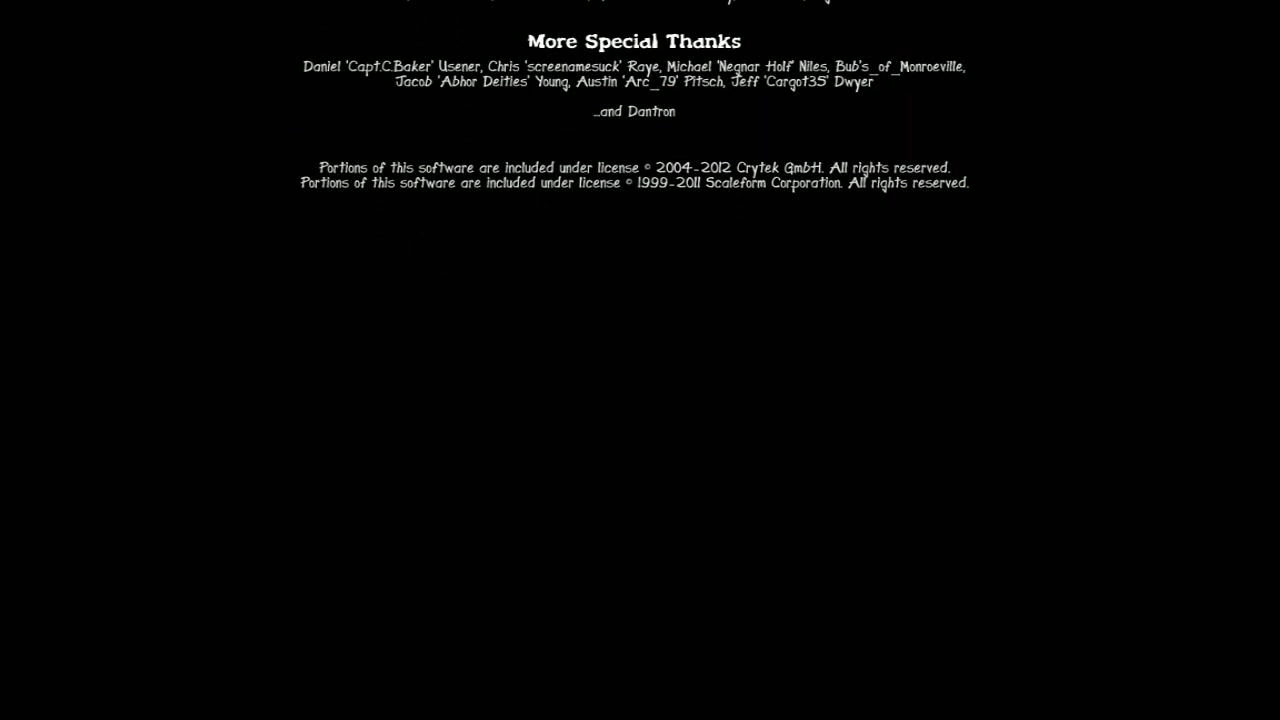 More Special Thanks
Daniel 'Capt.C.Baker' Usener, Chris 'screenamesuck' Raye, Michael 'Negnar Holf' Niles, Bub's_of_Monroeville,
Jacob 'Abhor Deities' Young, Austin 'Arc_79' Pitsch, Jeff 'Cargot35' Dwyer
...and Dantron
Portions of this software are included under license © 2004-2012 Crytek GmbH. All rights reserved.
Portions of this software are included under license © 1999-2011 Scaleform Corporation. All rights reserved.